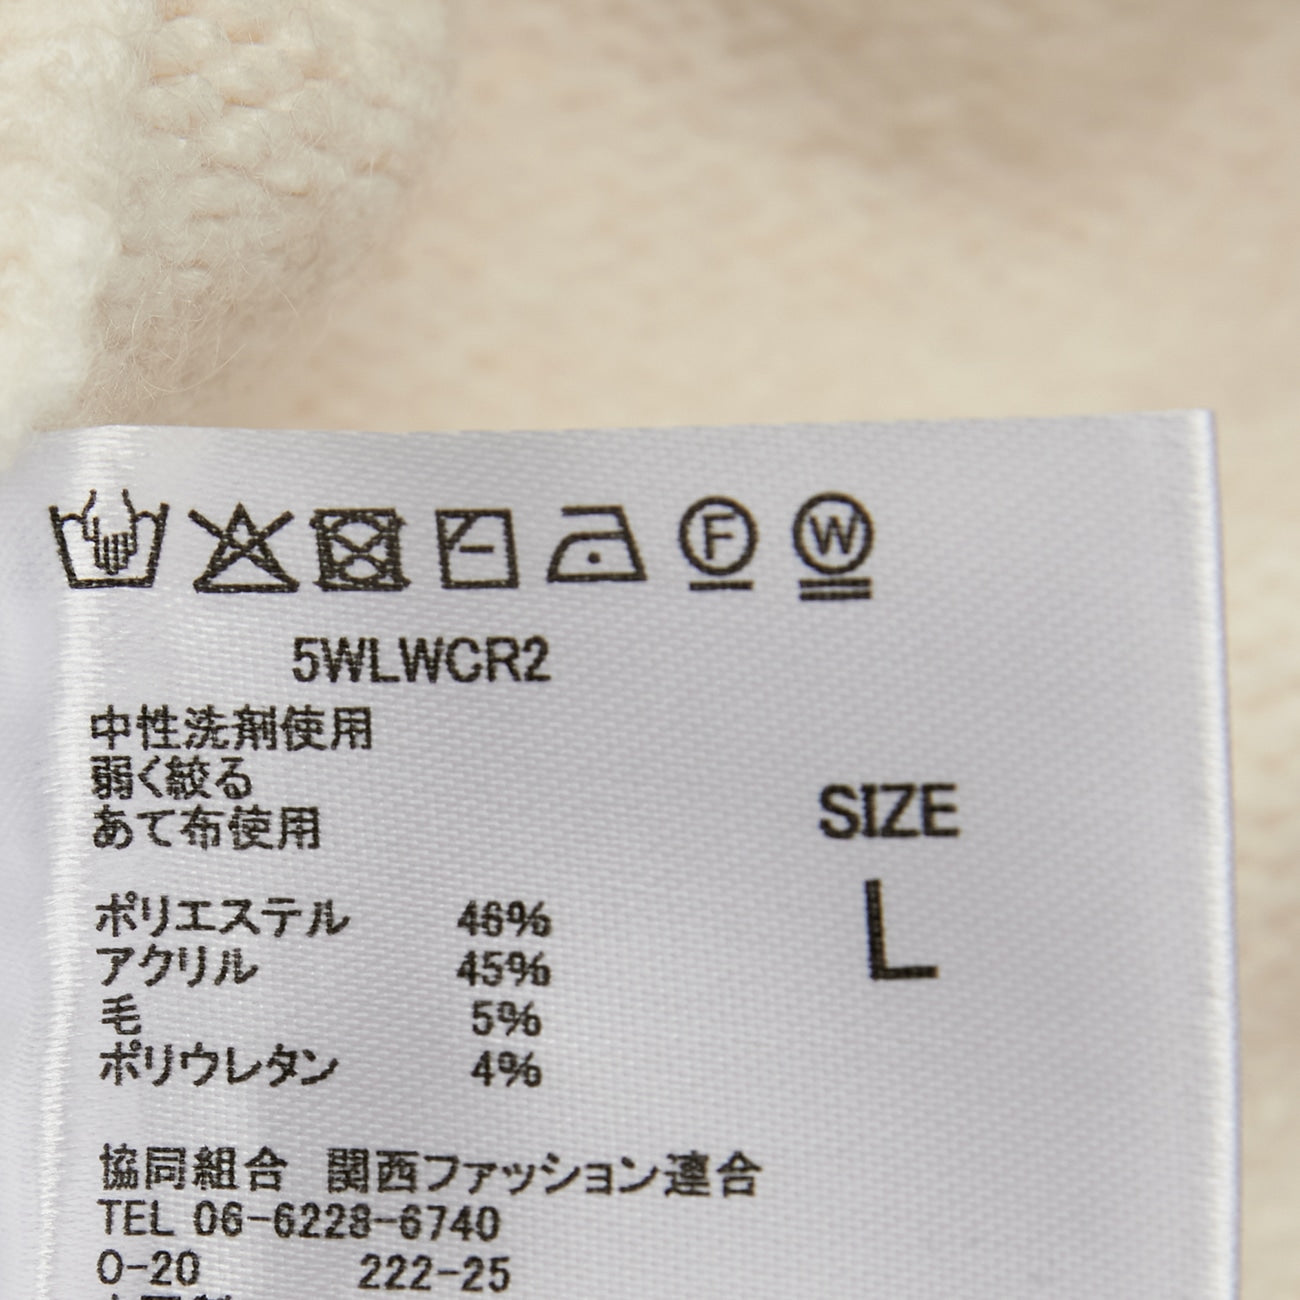 F W
5WLWCR2
中性洗剤使用
弱く絞る
あて布使用
SIZE
L
ポリエステル 46%
アクリル 45%
毛 5%
ポリウレタン 4%
協同組合 関西ファッション連合
TEL 06-6228-6740
O-20 222-25